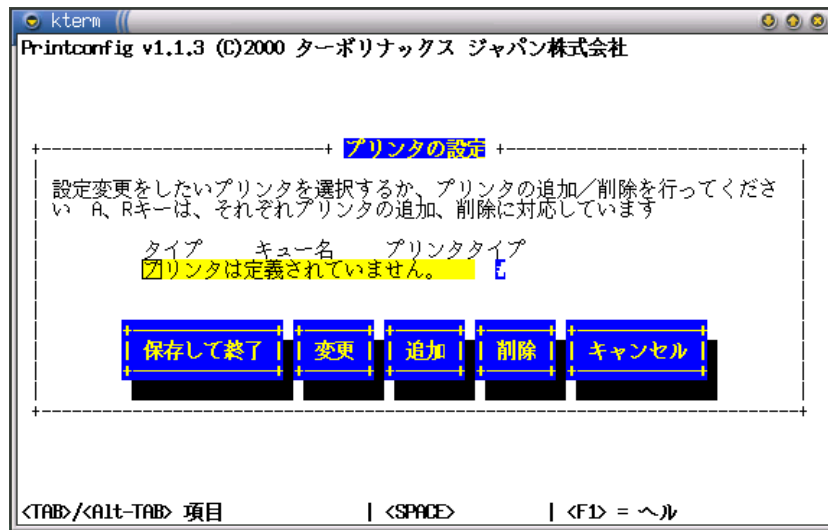 kterm
Printconfig v1.1.3 (C)2000 ターボリナックス ジャパン株式会社
プリンタの設定
設定変更をしたいプリンタを選択するか、プリンタの追加/削除を行ってくださ
い A、Rキーは、それぞれプリンタの追加、削除に対応しています
タイプ キュー名 プリンタタイプ
プリンタは定義されていません。 #
保存して終了 変更 追加 削除 キャンセル
<TAB>/<Alt-TAB> 項目 | <SPACE> | <F1> = ヘル